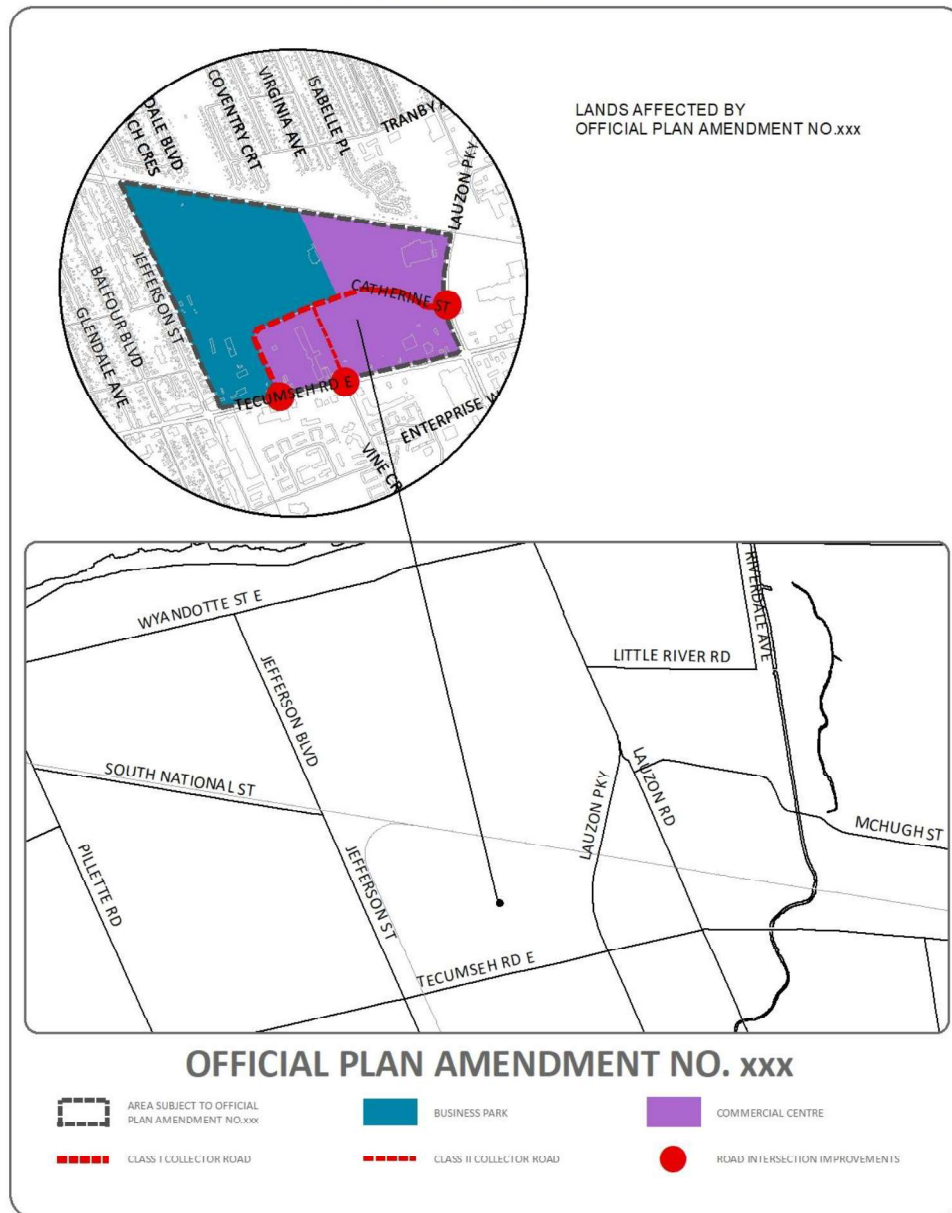 LANDS AFFECTED BY
OFFICIAL PLAN AMENDMENT NO.xxx
DALE BLVD
CH CRES
COVENTRY CRT
VIRGINIA AVE
ISABELLE PL
TRANBY
LAUZON PKY
JEFFERSON ST
BALFOUR BLVD
GLENDALE AVE
CATHERINE ST
TECUMSEH RD E
ENTERPRISE W
VINE CR
WYANDOTTE ST E
RIVERDALE AVE
LITTLE RIVER RD
JEFFERSON BLVD
SOUTH NATIONAL ST
LAUZON RD
LAUZON PKY
MCHUGH ST
PILLETTE RD
JEFFERSON ST
TECUMSEH RD E
OFFICIAL PLAN AMENDMENT NO. xxx
AREA SUBJECT TO OFFICIAL
PLAN AMENDMENT NO.xxx
BUSINESS PARK
COMMERCIAL CENTRE
CLASS I COLLECTOR ROAD
CLASS II COLLECTOR ROAD
ROAD INTERSECTION IMPROVEMENTS